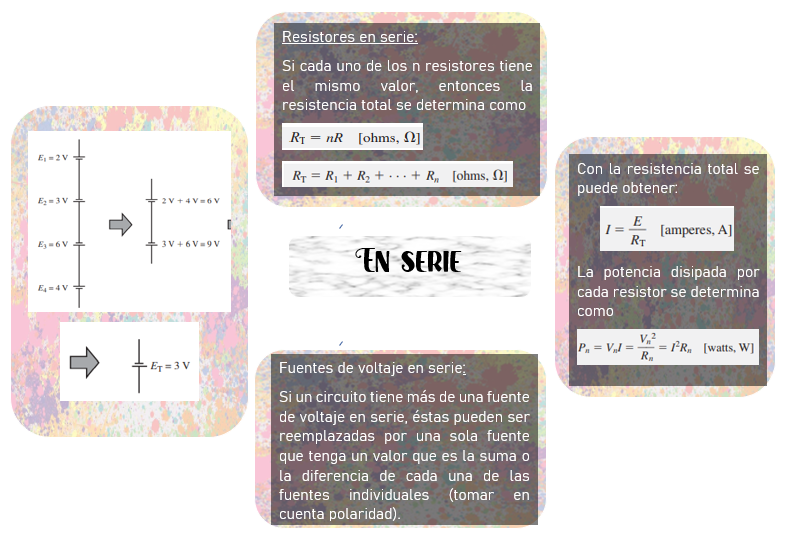 Resistores en serie:
Si cada uno de los n resistores tiene
el mismo valor, entonces la
resistencia total se determina como
R_T = nR [ohms, Ω]
R_T = R_1 + R_2 + · · · + R_n [ohms, Ω]
E_1 = 2 V
E_2 = 3 V
E_3 = 6 V
E_4 = 4 V
2 V + 4 V = 6 V
3 V + 6 V = 9 V
E_T = 3 V
En serie
Con la resistencia total se
puede obtener:
I = E / R_T [amperes, A]
La potencia disipada por
cada resistor se determina
como
P_n = V_nI = V_n^2 / R_n = I^2R_n [watts, W]
Fuentes de voltaje en serie:
Si un circuito tiene más de una fuente
de voltaje en serie, éstas pueden ser
reemplazadas por una sola fuente
que tenga un valor que es la suma o
la diferencia de cada una de las
fuentes individuales (tomar en
cuenta polaridad).